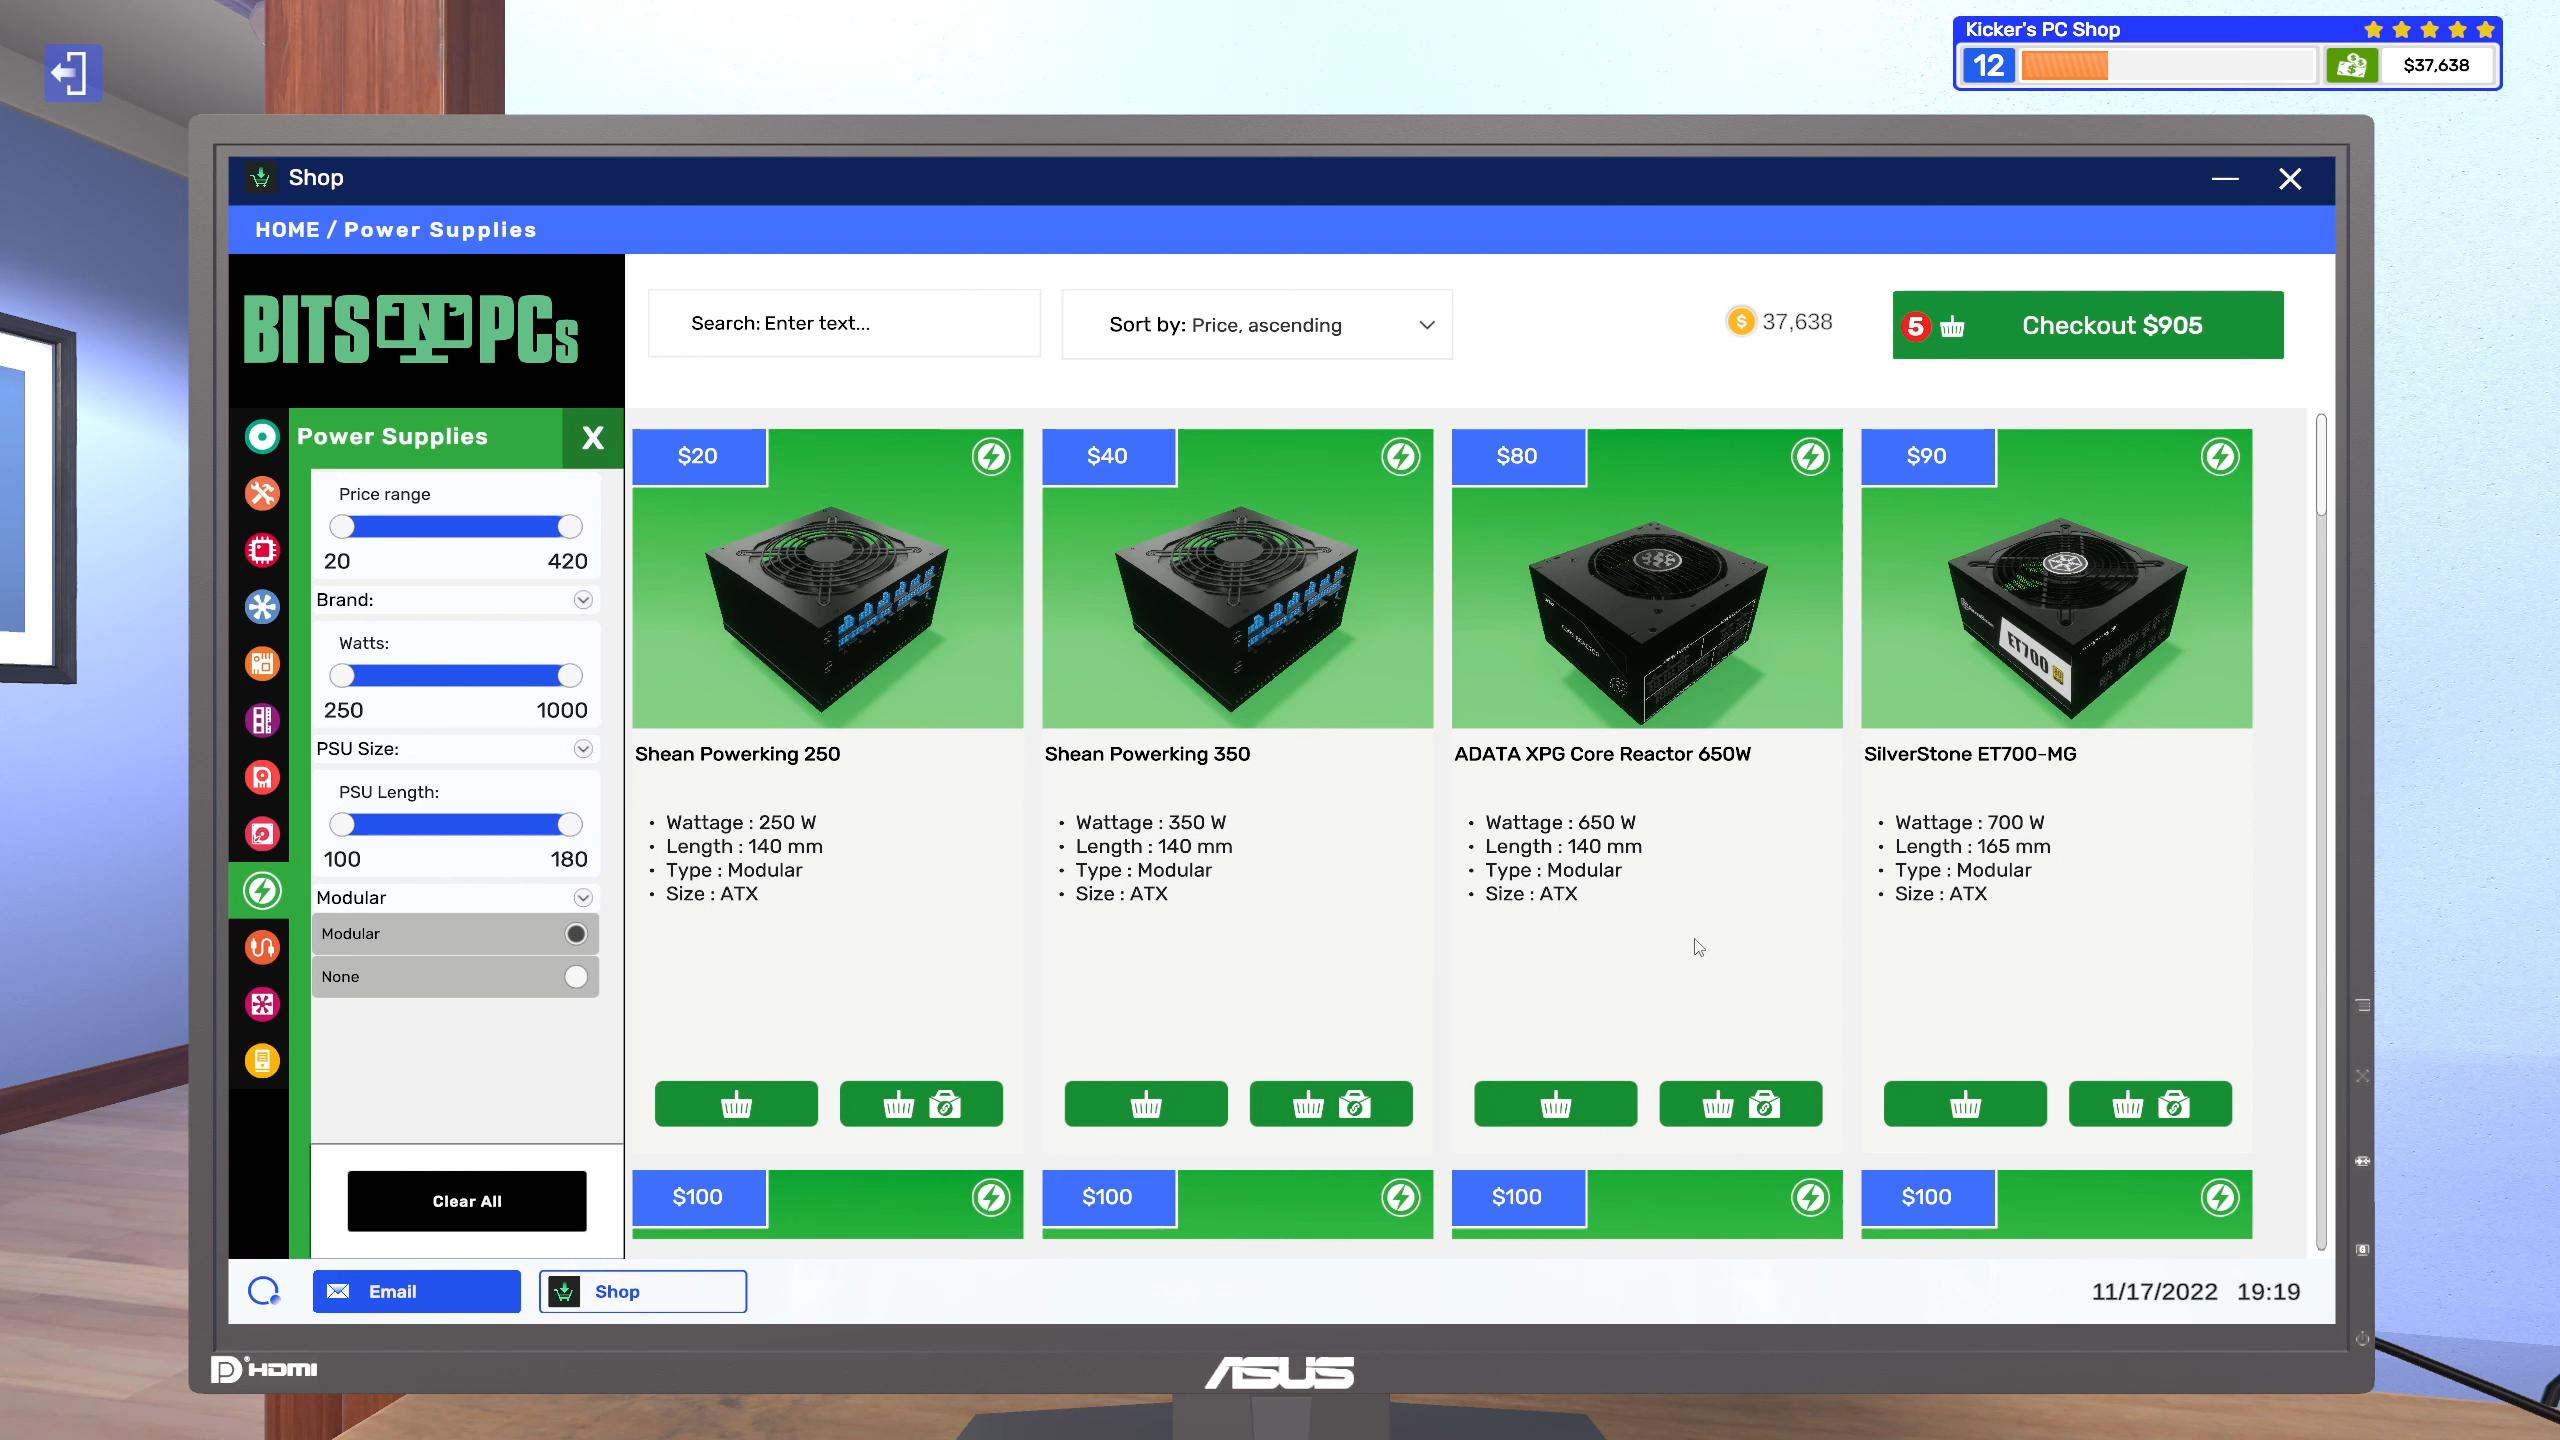 Kicker's PC Shop
12
$37,638
Shop
HOME / Power Supplies
BITS EN PCs
Search: Enter text...
Sort by: Price, ascending
37,638
5
Checkout $905
Power Supplies
X
Price range
20 420
Brand:
Watts:
250 1000
PSU Size:
PSU Length:
100 180
Modular
Modular
None
Clear All
$20
Shean Powerking 250
• Wattage : 250 W
• Length : 140 mm
• Type : Modular
• Size : ATX
$40
Shean Powerking 350
• Wattage : 350 W
• Length : 140 mm
• Type : Modular
• Size : ATX
$80
CORE REACTOR
ADATA XPG Core Reactor 650W
• Wattage : 650 W
• Length : 140 mm
• Type : Modular
• Size : ATX
$90
ET700
SilverStone ET700-MG
• Wattage : 700 W
• Length : 165 mm
• Type : Modular
• Size : ATX
$100
$100
$100
$100
Email
Shop
11/17/2022 19:19
HDMI
ASUS